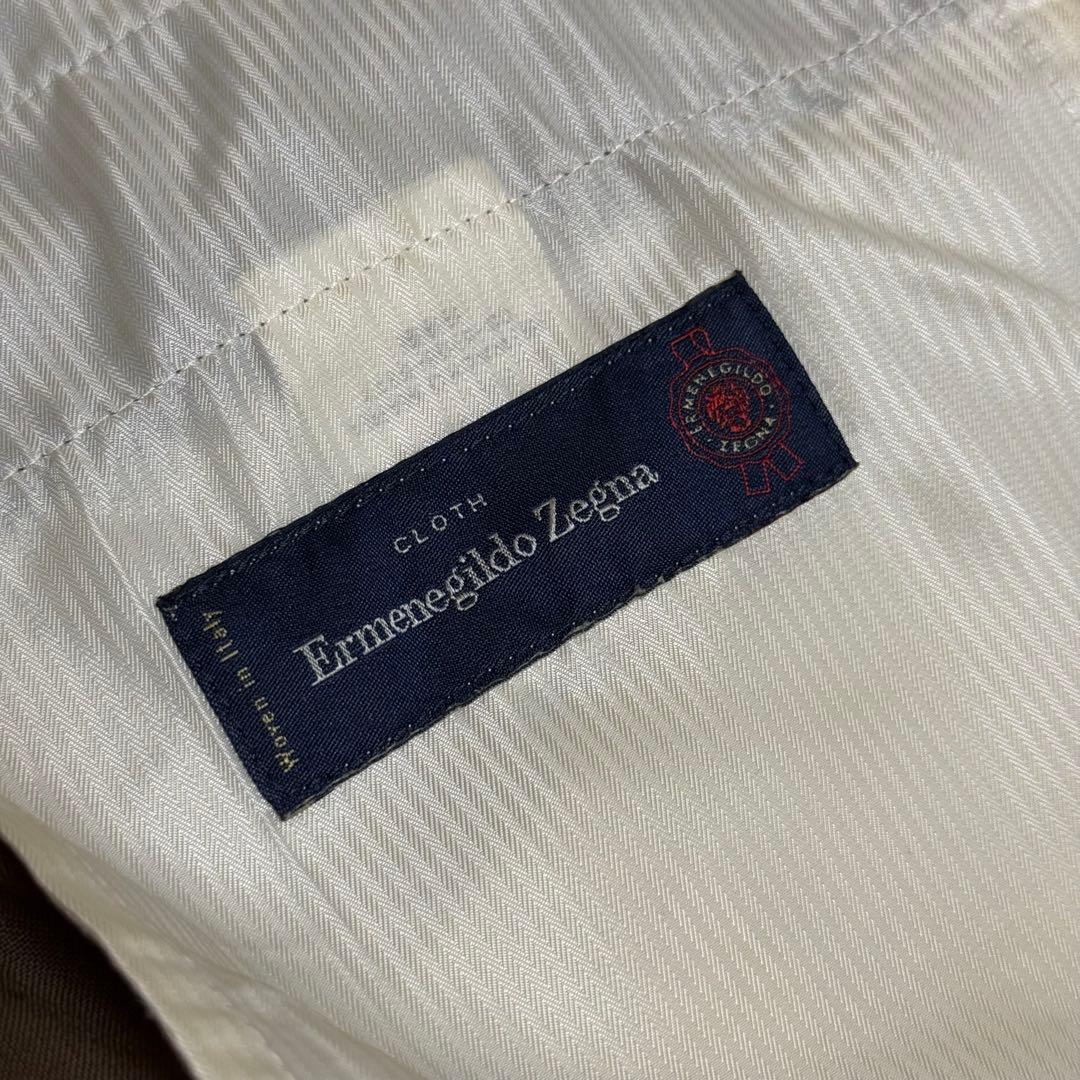 CLOTH
Ermenegildo Zegna
Woven in Italy
ERMENEGILDO
ZEGNA